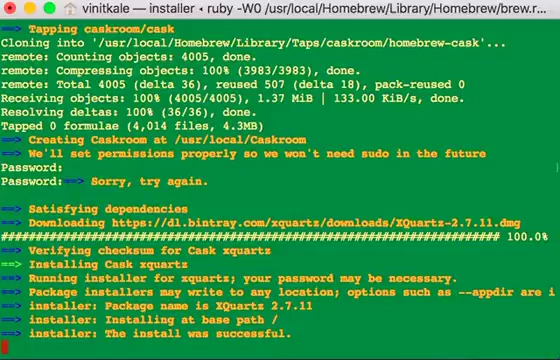 vinitkale — installer ◂ ruby -W0 /usr/local/Homebrew/Library/Homebrew/brew.r...
==> Tapping caskroom/cask
Cloning into '/usr/local/Homebrew/Library/Taps/caskroom/homebrew-cask'...
remote: Counting objects: 4005, done.
remote: Compressing objects: 100% (3983/3983), done.
remote: Total 4005 (delta 36), reused 507 (delta 18), pack-reused 0
Receiving objects: 100% (4005/4005), 1.37 MiB | 133.00 KiB/s, done.
Resolving deltas: 100% (36/36), done.
Tapped 0 formulae (4,014 files, 4.3MB)
==> Creating Caskroom at /usr/local/Caskroom
==> We'll set permissions properly so we won't need sudo in the future
Password:
Password:==> Sorry, try again.
==> Satisfying dependencies
==> Downloading https://dl.bintray.com/xquartz/downloads/XQuartz-2.7.11.dmg
######################################################################## 100.0%
==> Verifying checksum for Cask xquartz
==> Installing Cask xquartz
==> Running installer for xquartz; your password may be necessary.
==> Package installers may write to any location; options such as --appdir are i
==> installer: Package name is XQuartz 2.7.11
==> installer: Installing at base path /
==> installer: The install was successful.